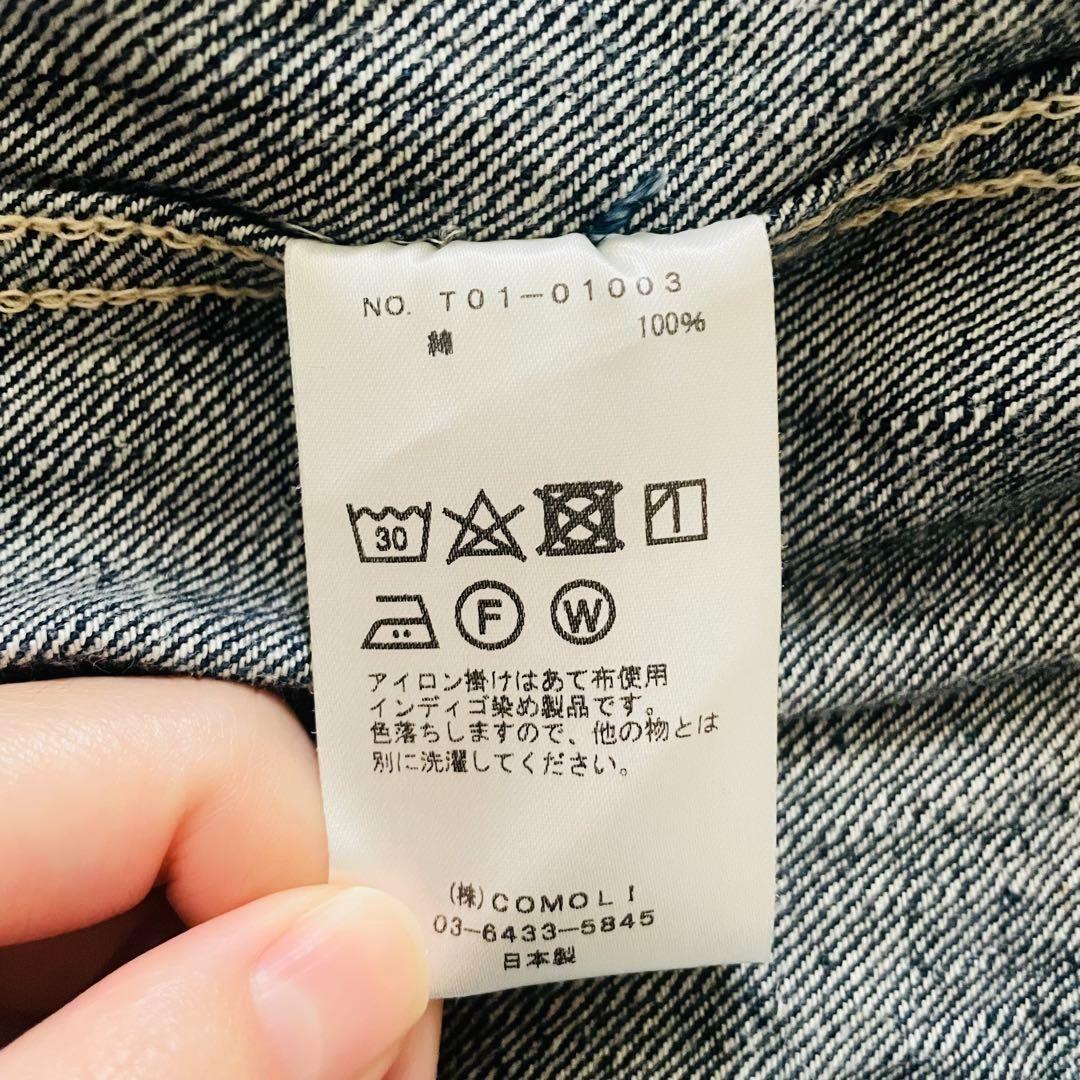 NO. T01-01003
綿 100%
30
F W
アイロン掛けはあて布使用
インディゴ染め製品です。
色落ちしますので、他の物とは
別に洗濯してください。
(株)COMOLI
03-6433-5845
日本製